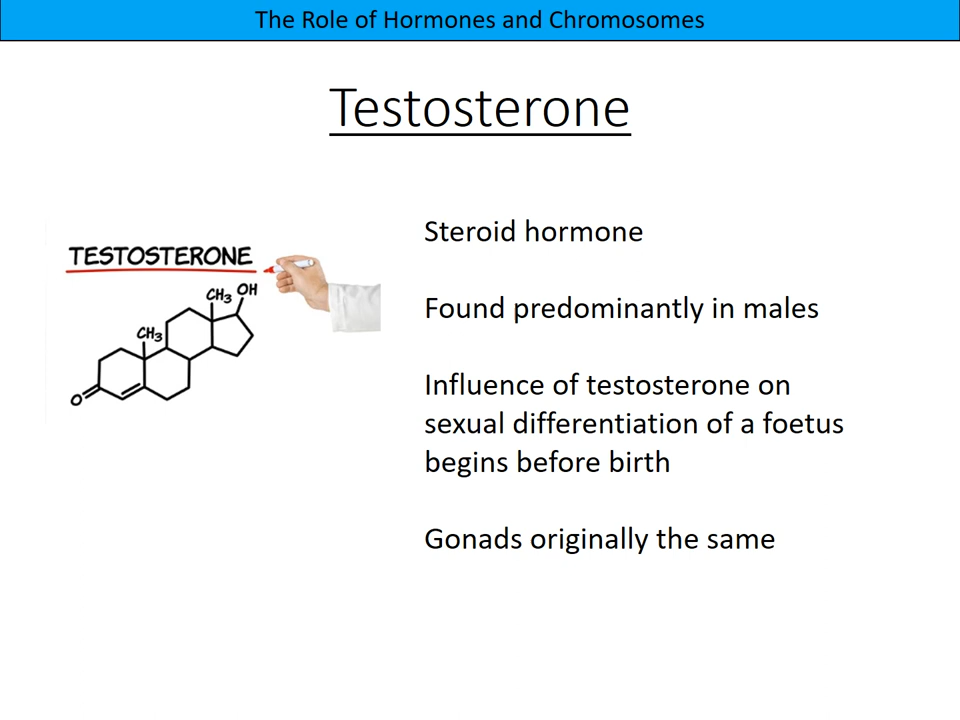 The Role of Hormones and Chromosomes
Testosterone
Steroid hormone
Found predominantly in males
Influence of testosterone on
sexual differentiation of a foetus
begins before birth
Gonads originally the same
TESTOSTERONE
CH3 OH
CH3
O